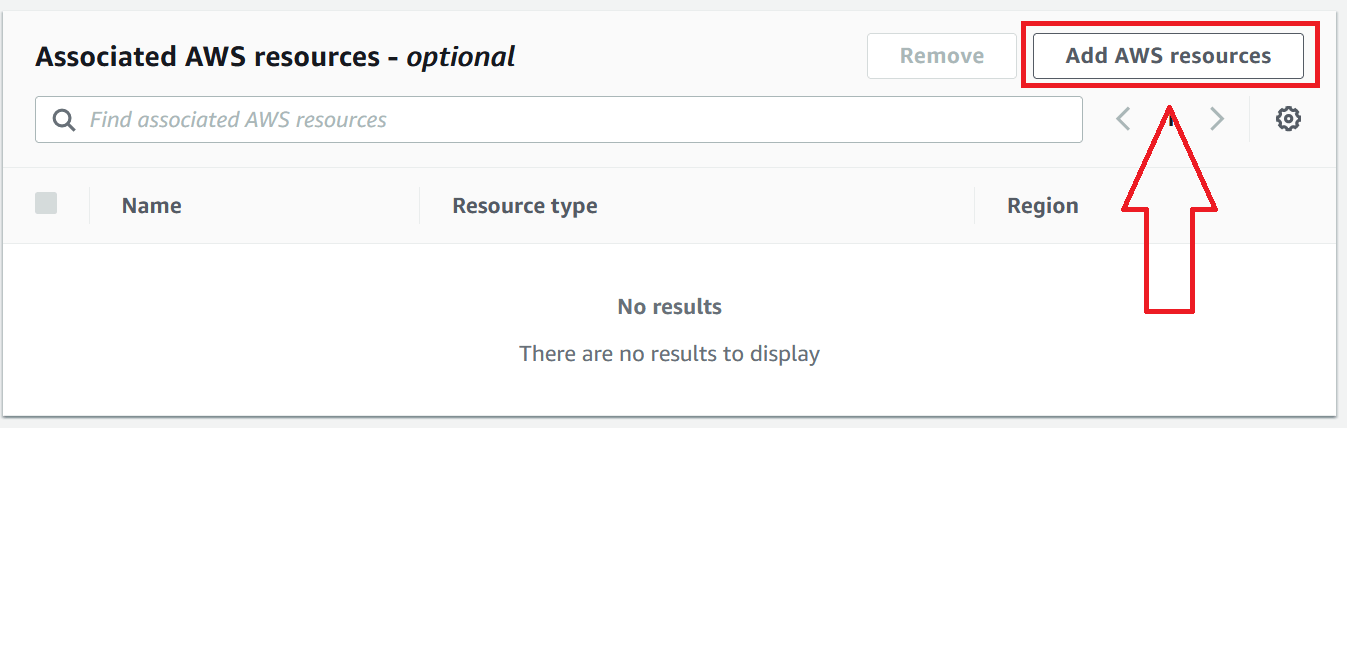 Associated AWS resources - optional
Remove
Add AWS resources
Find associated AWS resources
Name
Resource type
Region
No results
There are no results to display